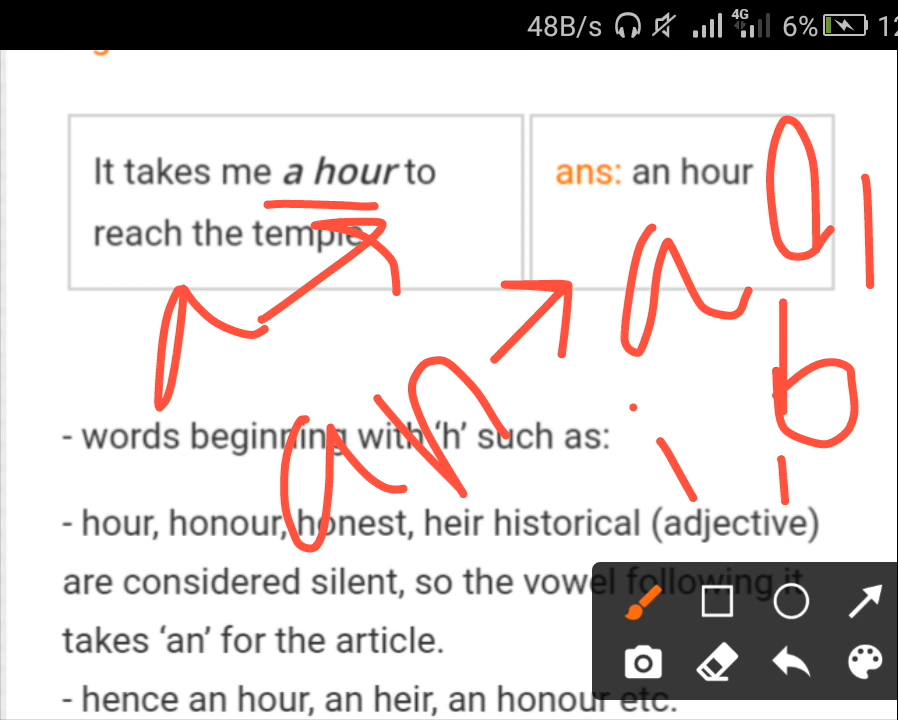 48B/s 4G 6% 12
It takes me a hour to
reach the temple
ans: an hour
a
a
a
an
b
- words beginning with 'h' such as:
- hour, honour, honest, heir historical (adjective)
are considered silent, so the vowel following it
takes 'an' for the article.
- hence an hour, an heir, an honour etc.